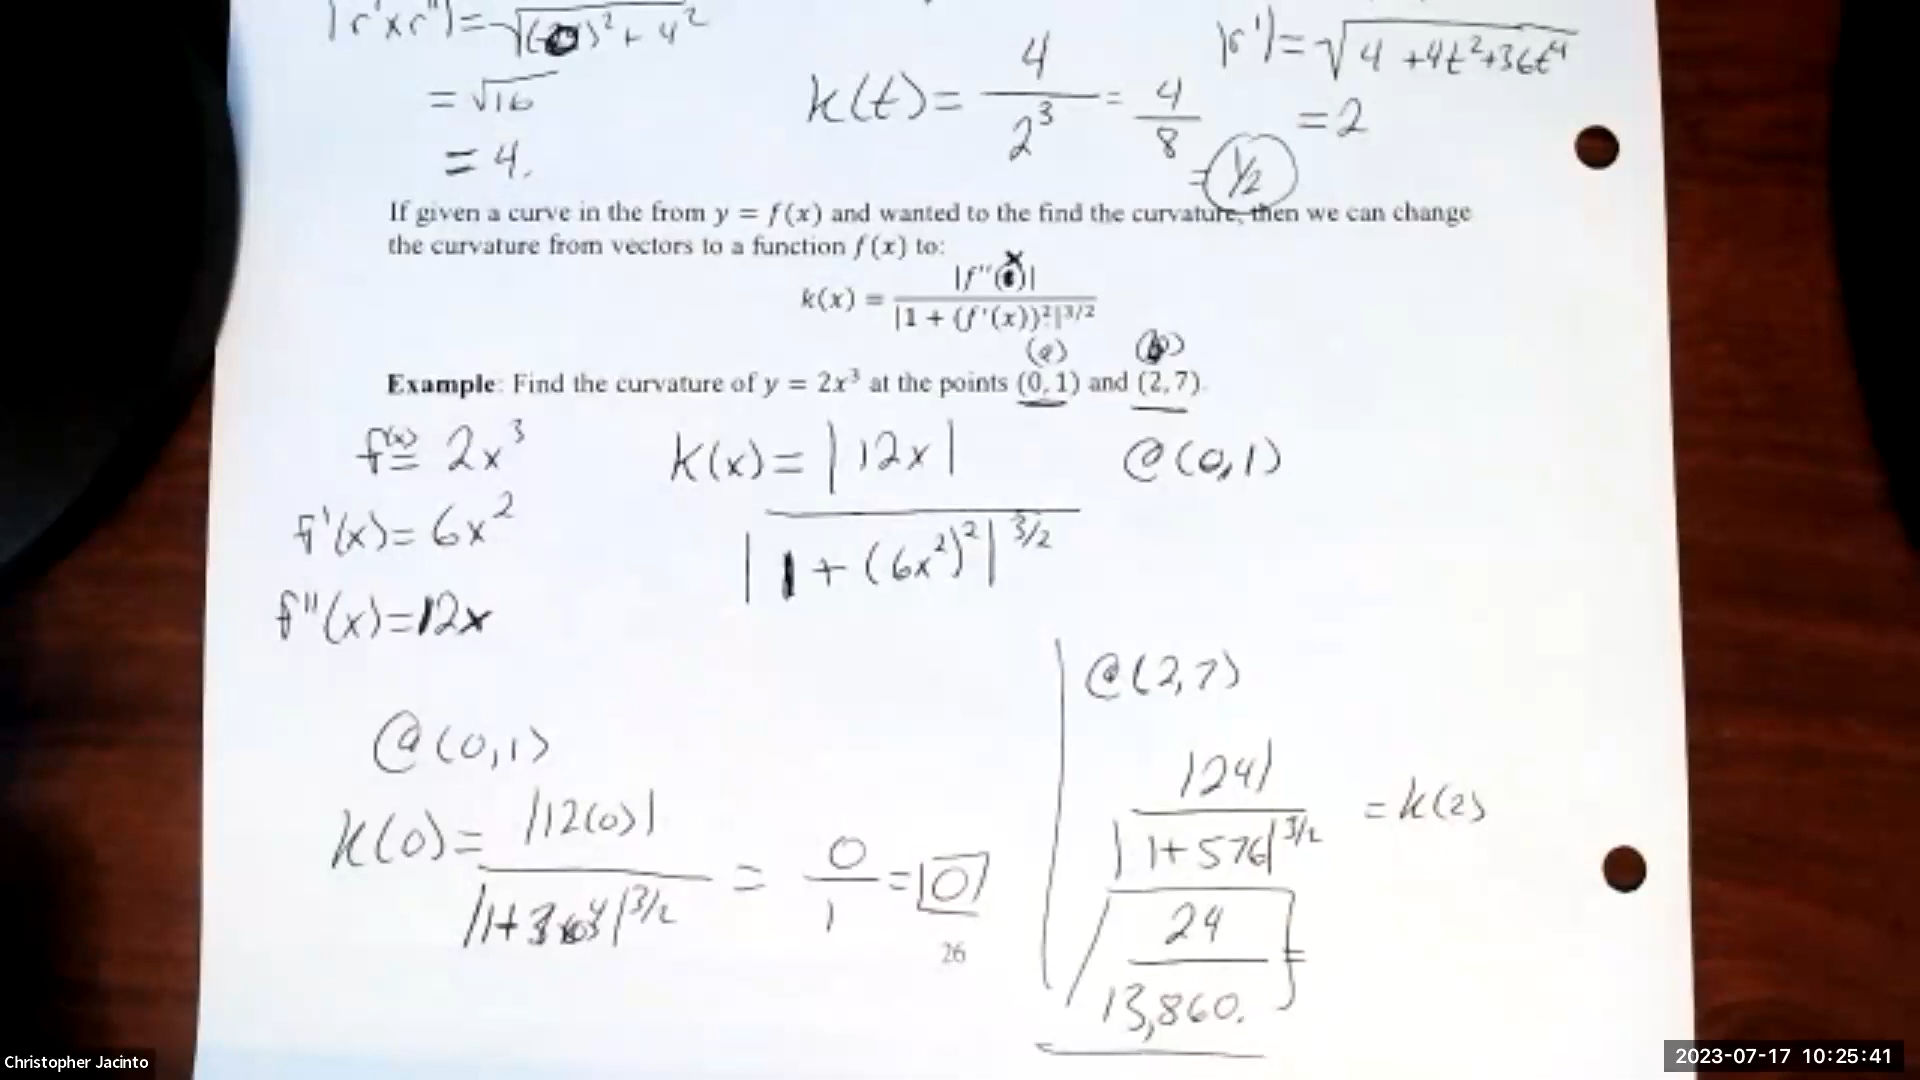 |r'xr''|=√(0)²+4²
=√16
=4.
k(t)= 4/2³ = 4/8 = 1/2
|r'|=√4+4t²+36t⁴
=2
If given a curve in the from y = f(x) and wanted to the find the curvature, then we can change
the curvature from vectors to a function f(x) to:
k(x) = |f''(x)| / |1 + (f'(x))²|^3/2
(a) (b)
Example: Find the curvature of y = 2x³ at the points (0, 1) and (2,7).
f(x)= 2x³
f'(x)= 6x²
f''(x)=12x
k(x)= |12x| / |1+(6x²)²|^3/2
@(0,1)
@(0,1)
k(0)= |12(0)| / |1+36(0)⁴|^3/2 = 0/1 = 0
@(2,7)
|24| / |1+576|^3/2 = k(2)
24/13,860. =
26
Christopher Jacinto
2023-07-17 10:25:41